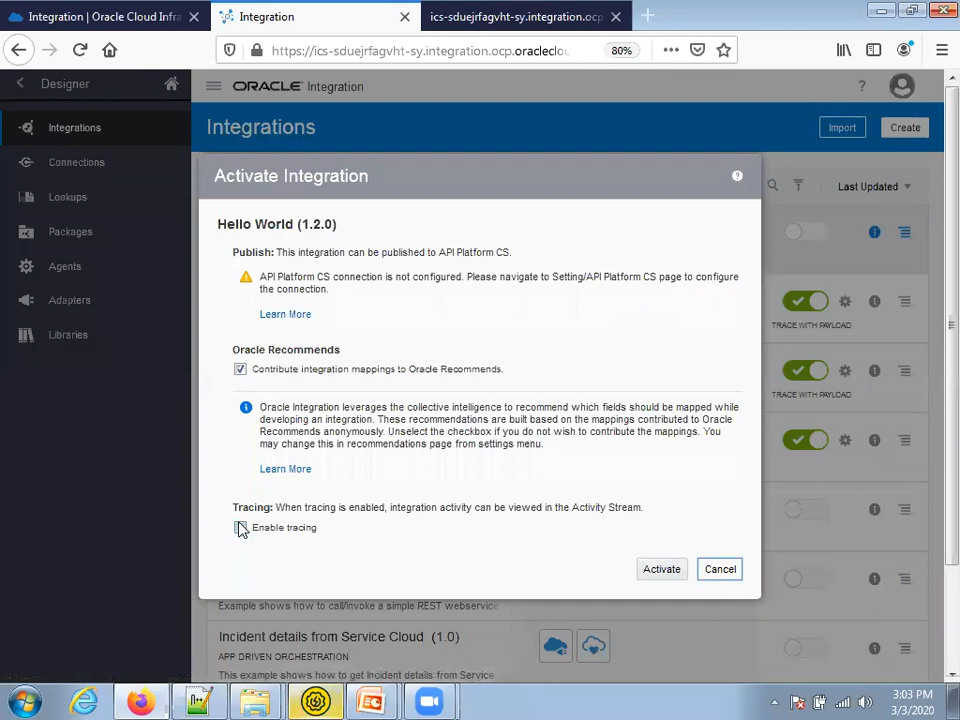 Integration | Oracle Cloud Infra
Integration
ics-sduejrfagvht-sy.integration.ocp
https://ics-sduejrfagvht-sy.integration.ocp.oracleclou
80%
Designer
ORACLE Integration
Integrations
Connections
Lookups
Packages
Agents
Adapters
Libraries
Integrations
Import
Create
Last Updated
Activate Integration
Hello World (1.2.0)
Publish: This integration can be published to API Platform CS.
API Platform CS connection is not configured. Please navigate to Setting/API Platform CS page to configure
the connection.
Learn More
Oracle Recommends
Contribute integration mappings to Oracle Recommends.
Oracle Integration leverages the collective intelligence to recommend which fields should be mapped while
developing an integration. These recommendations are built based on the mappings contributed to Oracle
Recommends anonymously. Unselect the checkbox if you do not wish to contribute the mappings. You
may change this in recommendations page from settings menu.
Learn More
Tracing: When tracing is enabled, integration activity can be viewed in the Activity Stream.
Enable tracing
Activate
Cancel
TRACE WITH PAYLOAD
TRACE WITH PAYLOAD
Example shows how to call/invoke a simple REST webservice
Incident details from Service Cloud (1.0)
APP DRIVEN ORCHESTRATION
This example shows how to get Incident details from Service
3:03 PM
3/3/2020